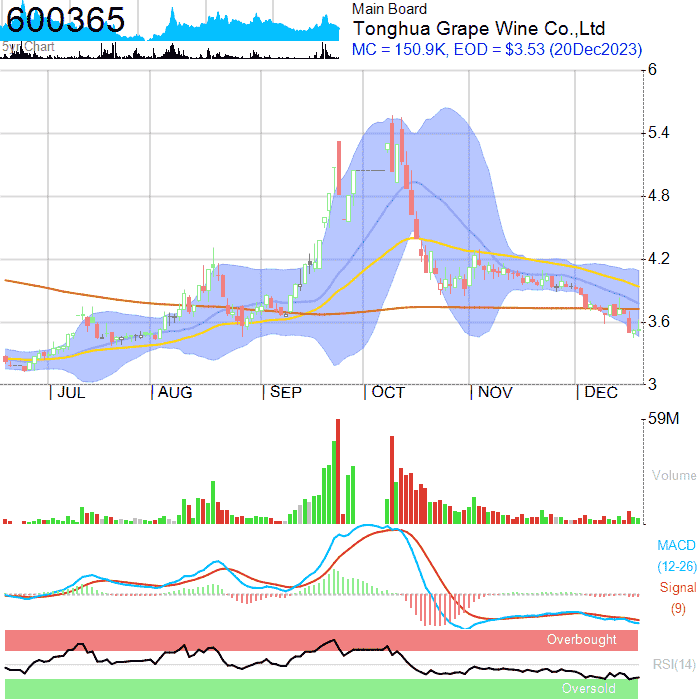 600365
5yr Chart
Main Board
Tonghua Grape Wine Co.,Ltd
MC = 150.9K, EOD = $3.53 (20Dec2023)
6
5.4
4.8
4.2
3.6
3
JUL AUG SEP OCT NOV DEC
59M
Volume
MACD
(12-26)
Signal
(9)
Overbought
RSI(14)
Oversold